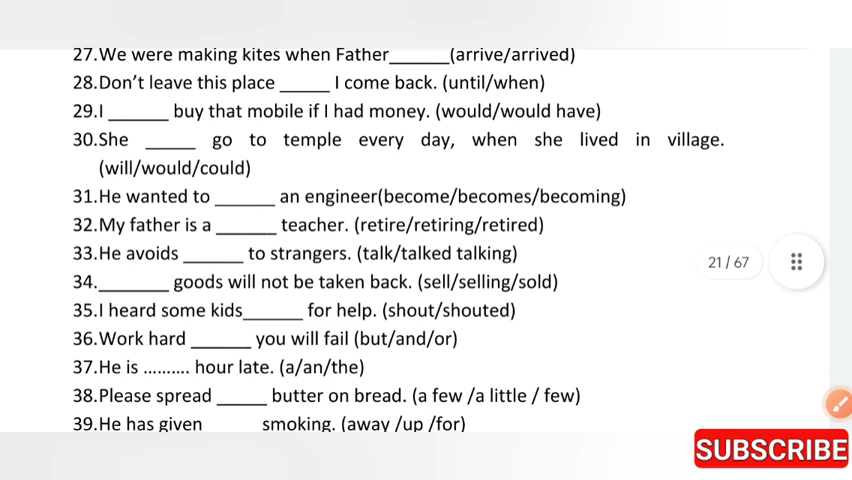 27.We were making kites when Father______(arrive/arrived)
28.Don't leave this place _____ I come back. (until/when)
29.I ______ buy that mobile if I had money. (would/would have)
30.She _____ go to temple every day, when she lived in village.
(will/would/could)
31.He wanted to ______ an engineer(become/becomes/becoming)
32.My father is a ______ teacher. (retire/retiring/retired)
33.He avoids ______ to strangers. (talk/talked talking)
21 / 67
34._______ goods will not be taken back. (sell/selling/sold)
35.I heard some kids______ for help. (shout/shouted)
36.Work hard ______ you will fail (but/and/or)
37.He is .......... hour late. (a/an/the)
38.Please spread _____ butter on bread. (a few /a little / few)
39.He has given smoking. (away /up /for)
SUBSCRIBE